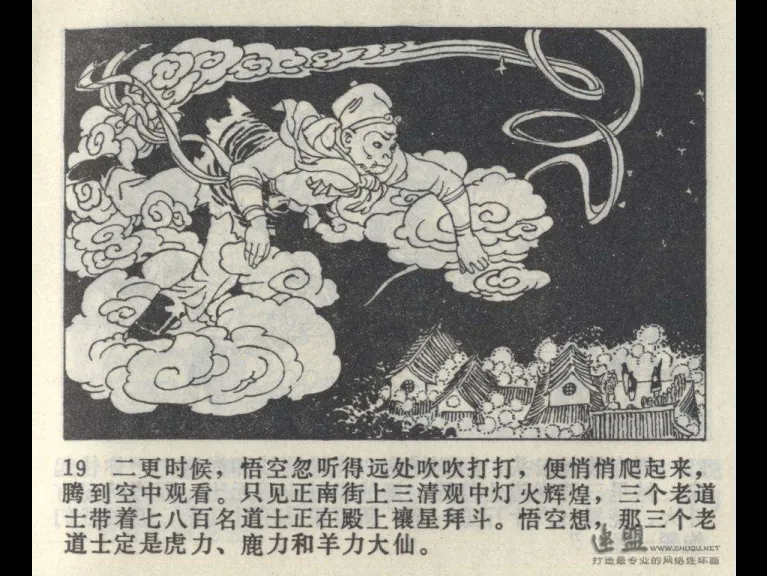 19 二更时候，悟空忽听得远处吹吹打打，便悄悄爬起来，
腾到空中观看。只见正南街上三清观中灯火辉煌，三个老道
士带着七八百名道士正在殿上禳星拜斗。悟空想，那三个老
道士定是虎力、鹿力和羊力大仙。
连盟 WWW.SHUQU.NET
打造最专业的网络连环画